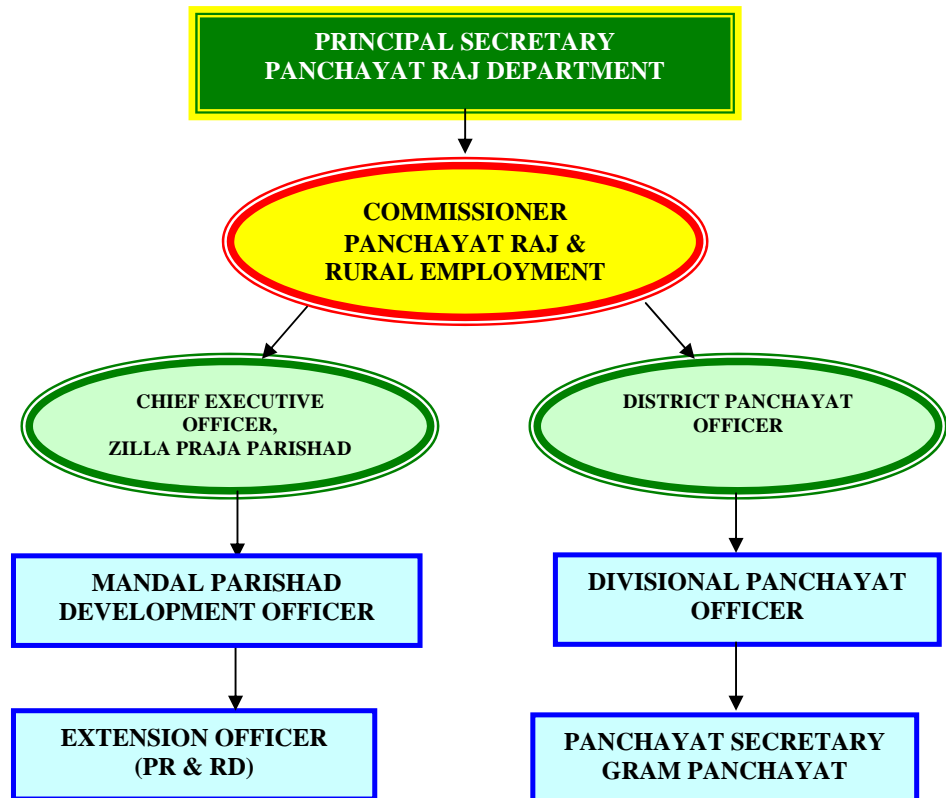 PRINCIPAL SECRETARY
PANCHAYAT RAJ DEPARTMENT
COMMISSIONER
PANCHAYAT RAJ &
RURAL EMPLOYMENT
CHIEF EXECUTIVE
OFFICER,
ZILLA PRAJA PARISHAD
DISTRICT PANCHAYAT
OFFICER
MANDAL PARISHAD
DEVELOPMENT OFFICER
DIVISIONAL PANCHAYAT
OFFICER
EXTENSION OFFICER
(PR & RD)
PANCHAYAT SECRETARY
GRAM PANCHAYAT